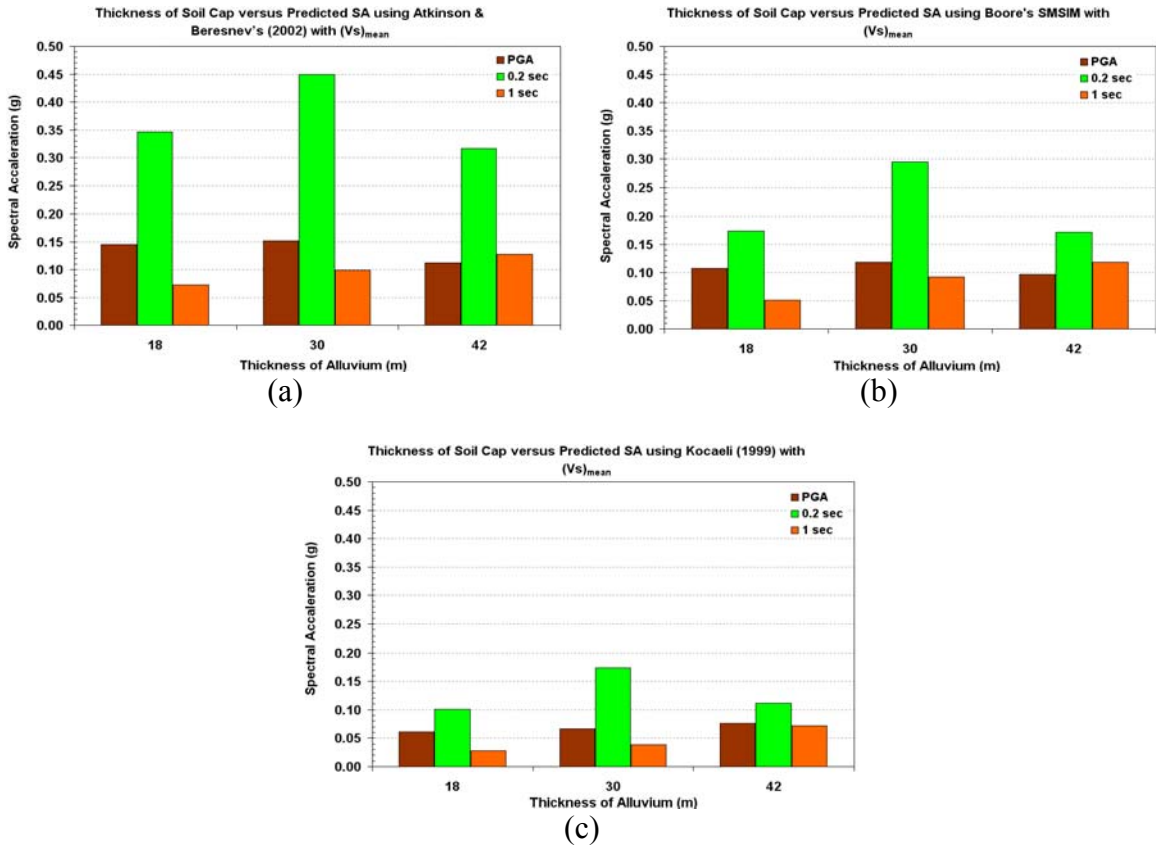 Thickness of Soil Cap versus Predicted SA using Atkinson &
Beresnev's (2002) with (Vs)mean
PGA
0.2 sec
1 sec
Spectral Accaleration (g)
0.50
0.45
0.40
0.35
0.30
0.25
0.20
0.15
0.10
0.05
0.00
18 30 42
Thickness of Alluvium (m)
(a)
Thickness of Soil Cap versus Predicted SA using Boore's SMSIM with
(Vs)mean
PGA
0.2 sec
1 sec
Spectral Accaleration (g)
0.50
0.45
0.40
0.35
0.30
0.25
0.20
0.15
0.10
0.05
0.00
18 30 42
Thickness of Alluvium (m)
(b)
Thickness of Soil Cap versus Predicted SA using Kocaeli (1999) with
(Vs)mean
PGA
0.2 sec
1 sec
Spectral Accaleration (g)
0.50
0.45
0.40
0.35
0.30
0.25
0.20
0.15
0.10
0.05
0.00
18 30 42
Thickness of Alluvium (m)
(c)